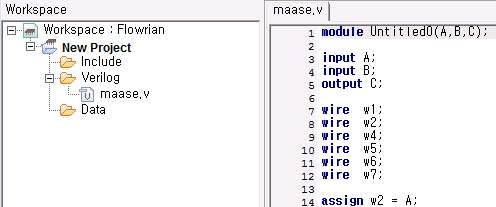 Workspace
Workspace : Flowrian
New Project
Include
Verilog
maase.v
Data
maase.v
1 module Untitled0(A,B,C);
2
3 input A;
4 input B;
5 output C;
6
7 wire w1;
8 wire w2;
9 wire w4;
10 wire w5;
11 wire w6;
12 wire w7;
13
14 assign w2 = A;